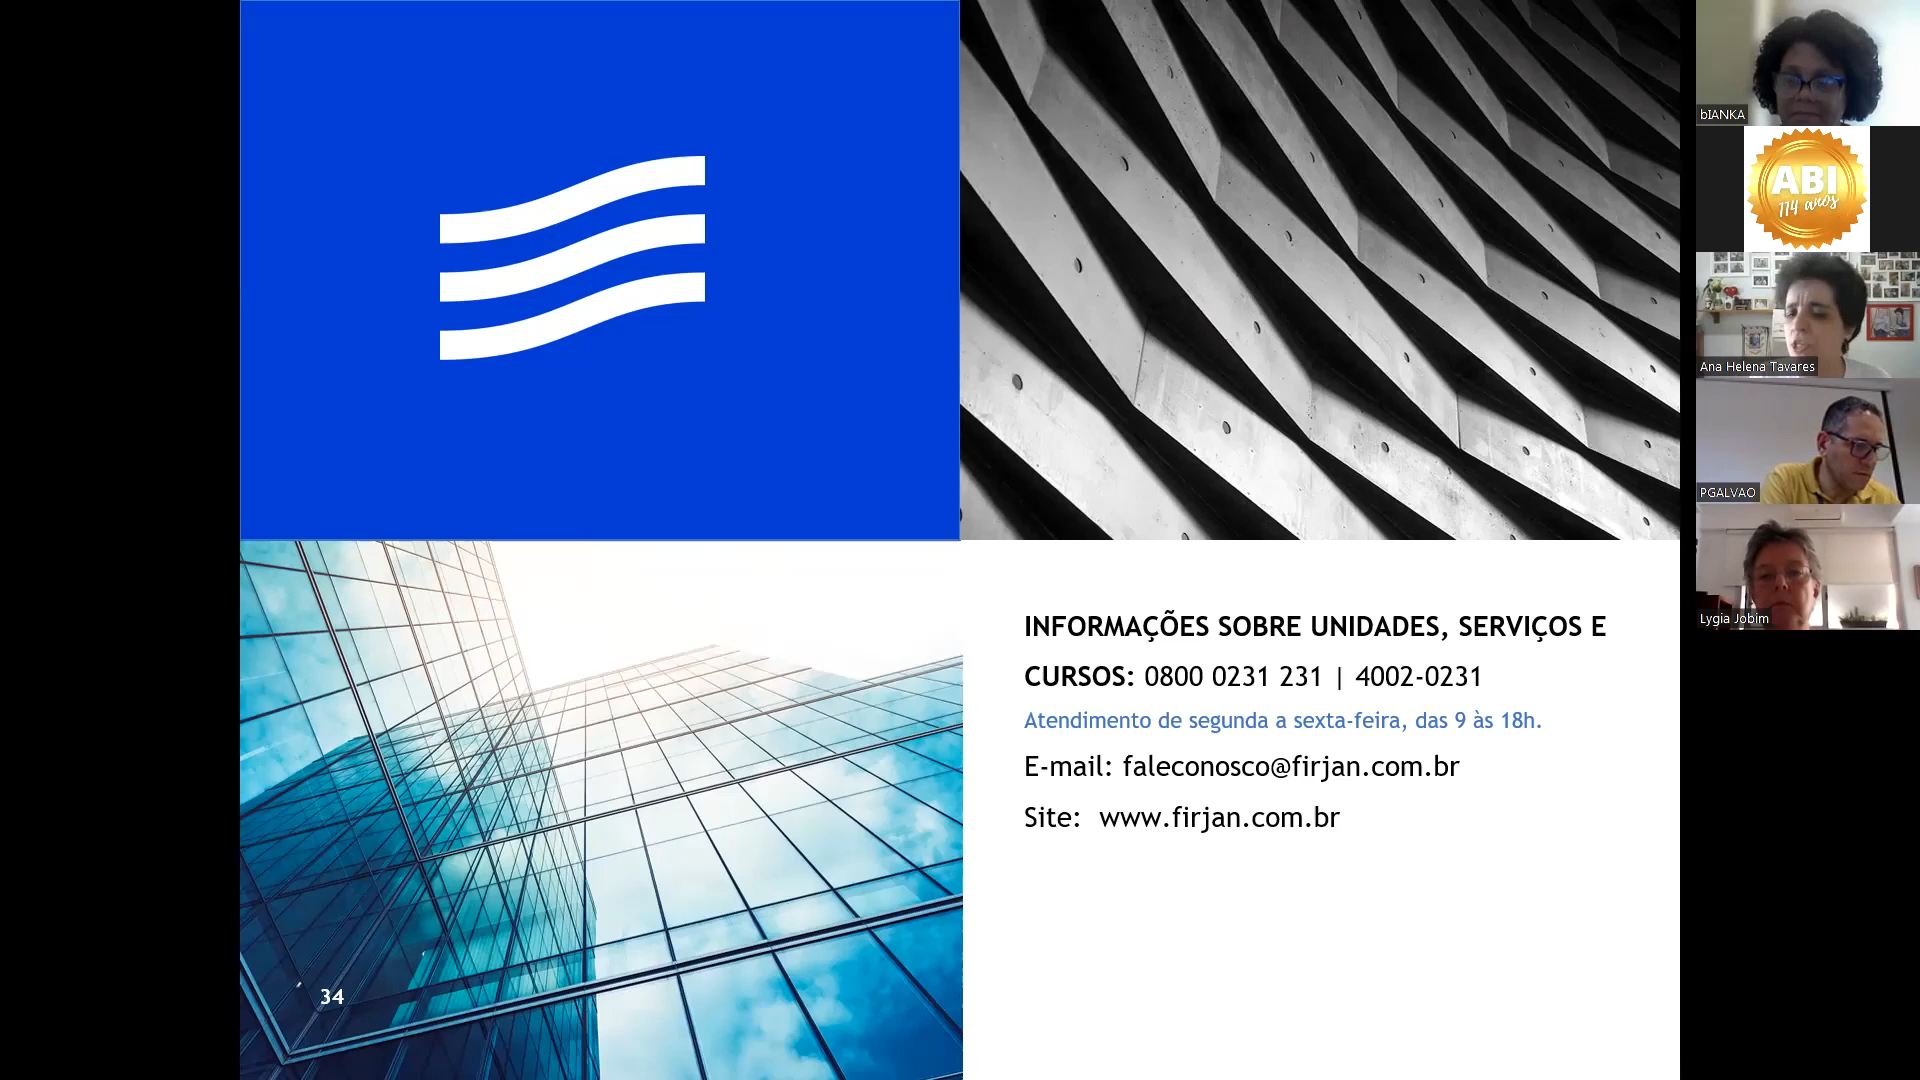 INFORMAÇÕES SOBRE UNIDADES, SERVIÇOS E
CURSOS: 0800 0231 231 | 4002-0231
Atendimento de segunda a sexta-feira, das 9 às 18h.
E-mail: faleconosco@firjan.com.br
Site: www.firjan.com.br
34
bIANKA
ABI
114 anos
Ana Helena Tavares
PGALVAO
Lygia Jobim